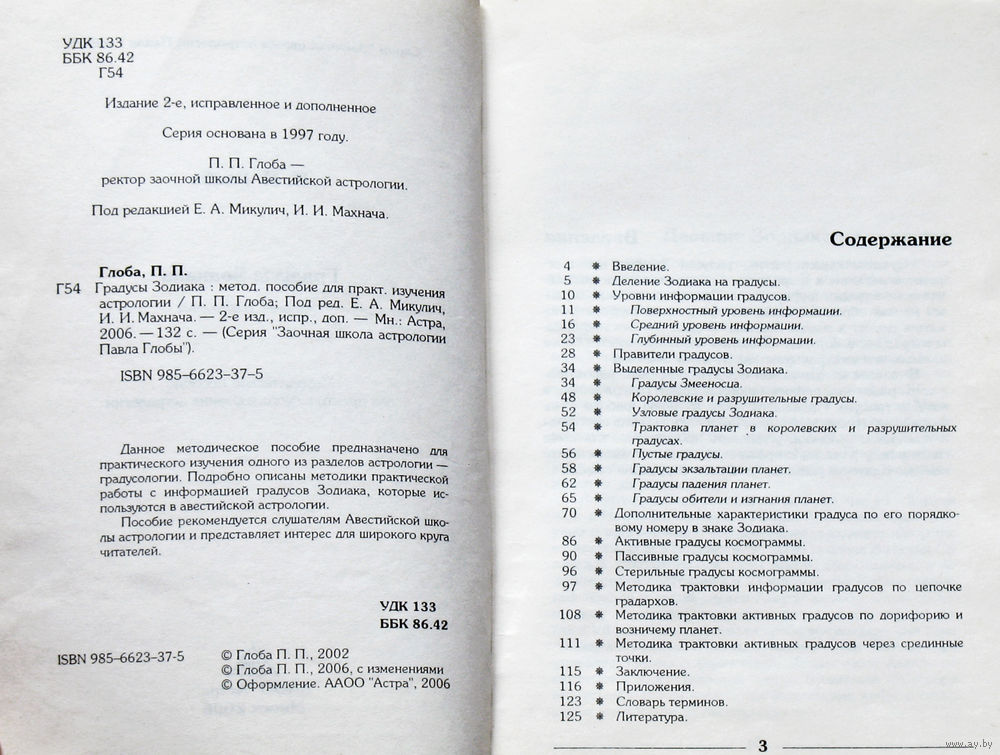 УДК 133
ББК 86.42
Г54
Издание 2-е, исправленное и дополненное
Серия основана в 1997 году.
П. П. Глоба —
ректор заочной школы Авестийской астрологии.
Под редакцией Е. А. Микулич, И. И. Махнача.
Глоба, П. П.
Г54 Градусы Зодиака : метод. пособие для практ. изучения
астрологии / П. П. Глоба; Под ред. Е. А. Микулич,
И. И. Махнача. — 2-е изд., испр., доп. — Мн.: Астра,
2006. — 132 с. — (Серия "Заочная школа астрологии
Павла Глобы").
ISBN 985-6623-37-5
Данное методическое пособие предназначено для
практического изучения одного из разделов астрологии —
градусологии. Подробно описаны методики практической
работы с информацией градусов Зодиака, которые ис-
пользуются в авестийской астрологии.
Пособие рекомендуется слушателям Авестийской шко-
лы астрологии и представляет интерес для широкого круга
читателей.
УДК 133
ББК 86.42
ISBN 985-6623-37-5
© Глоба П. П., 2002
© Глоба П. П., 2006, с изменениями
© Оформление. ААОО "Астра", 2006
Содержание
4 ⁕ Введение.
5 ⁕ Деление Зодиака на градусы.
10 ⁕ Уровни информации градусов.
11 ⁕ Поверхностный уровень информации.
16 ⁕ Средний уровень информации.
23 ⁕ Глубинный уровень информации.
28 ⁕ Правители градусов.
34 ⁕ Выделенные градусы Зодиака.
34 ⁕ Градусы Змееносца.
48 ⁕ Королевские и разрушительные градусы.
52 ⁕ Узловые градусы Зодиака.
54 ⁕ Трактовка планет в королевских и разрушительных
градусах.
56 ⁕ Пустые градусы.
58 ⁕ Градусы экзальтации планет.
62 ⁕ Градусы падения планет.
65 ⁕ Градусы обители и изгнания планет.
70 ⁕ Дополнительные характеристики градуса по его порядко-
вому номеру в знаке Зодиака.
86 ⁕ Активные градусы космограммы.
90 ⁕ Пассивные градусы космограммы.
96 ⁕ Стерильные градусы космограммы.
97 ⁕ Методика трактовки информации градусов по цепочке
градархов.
108 ⁕ Методика трактовки активных градусов по дорифорию и
возничему планет.
111 ⁕ Методика трактовки активных градусов через срединные
точки.
115 ⁕ Заключение.
116 ⁕ Приложения.
123 ⁕ Словарь терминов.
125 ⁕ Литература.
3
www.ay.by